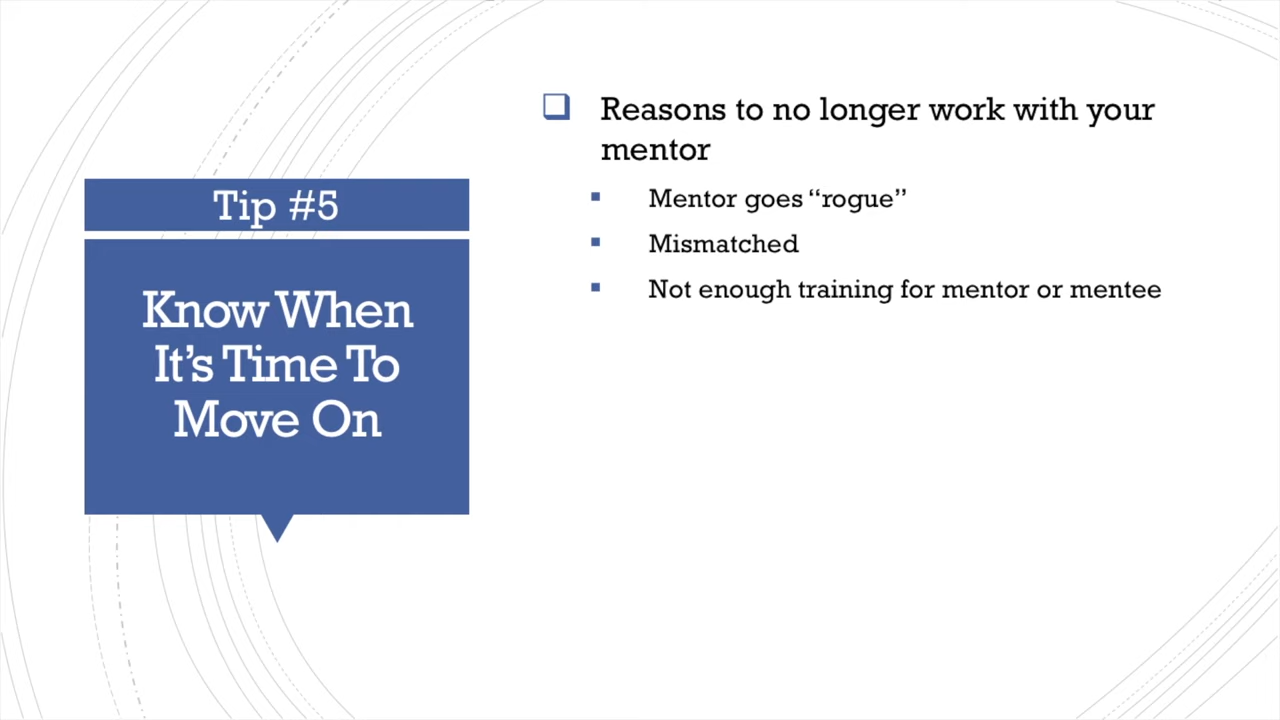 Tip #5
Know When
It’s Time To
Move On
Reasons to no longer work with your
mentor
Mentor goes “rogue”
Mismatched
Not enough training for mentor or mentee